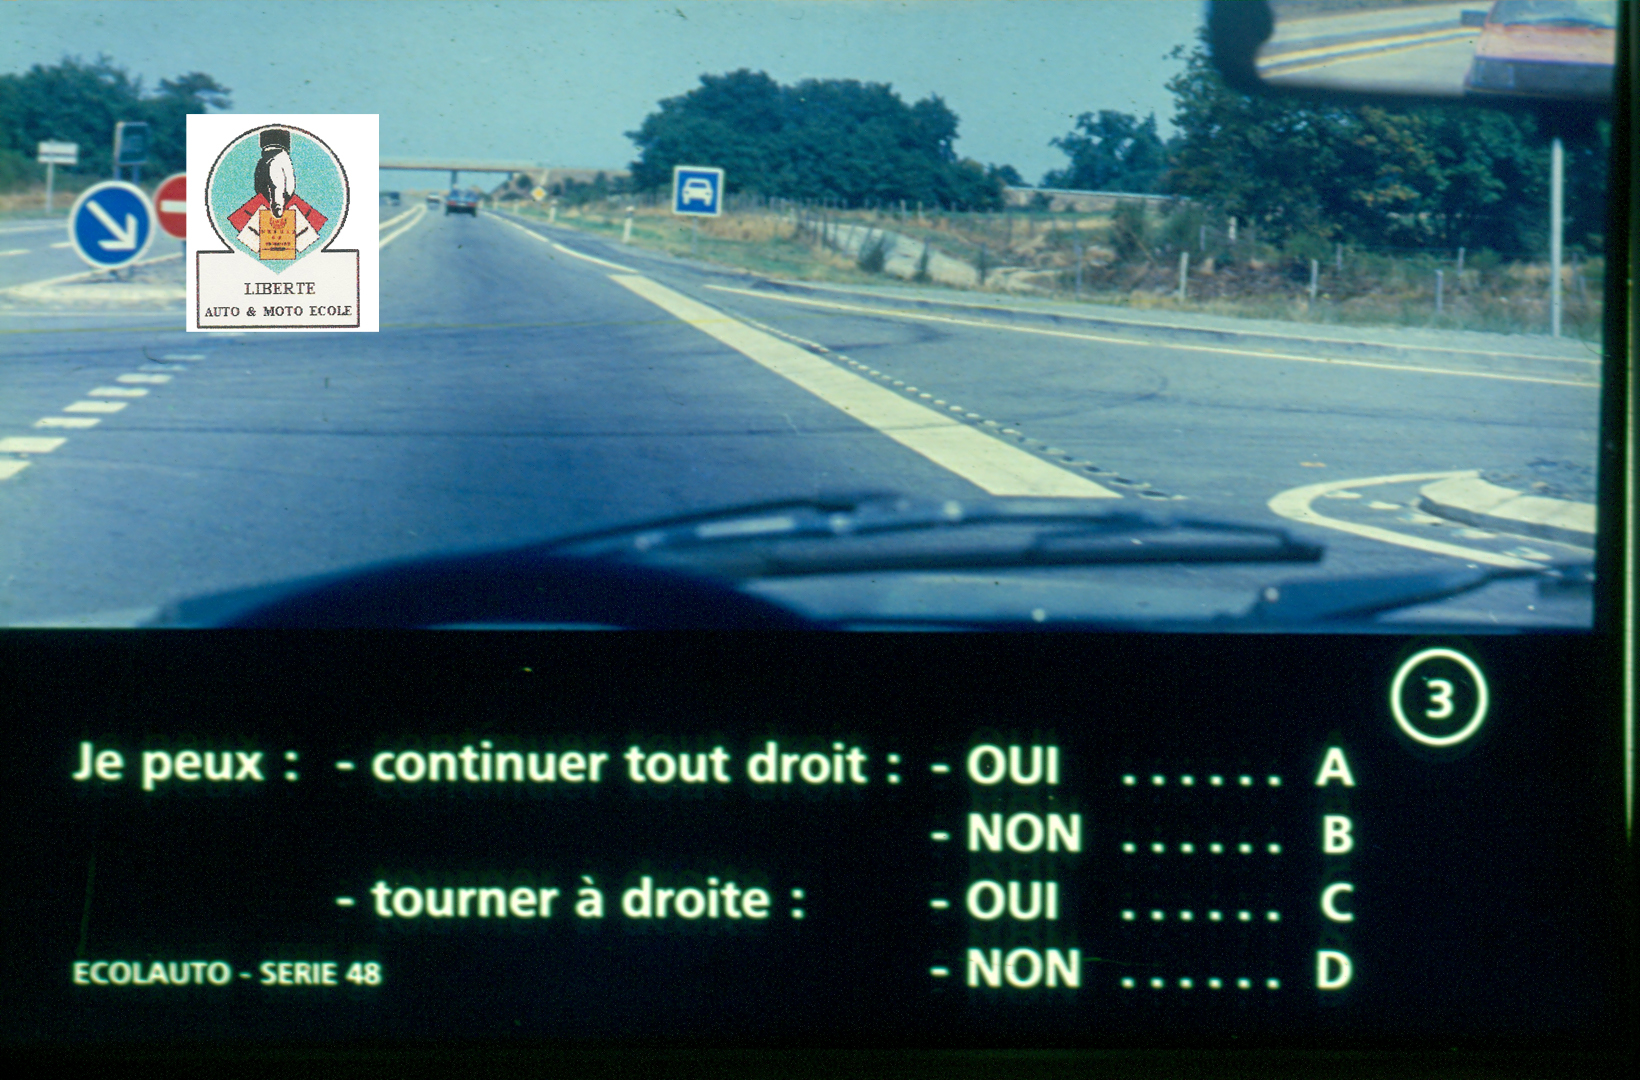 LIBERTE
AUTO & MOTO ECOLE
3
Je peux : - continuer tout droit : - OUI ...... A
- NON ...... B
- tourner à droite : - OUI ...... C
- NON ...... D
ECOLAUTO - SERIE 48